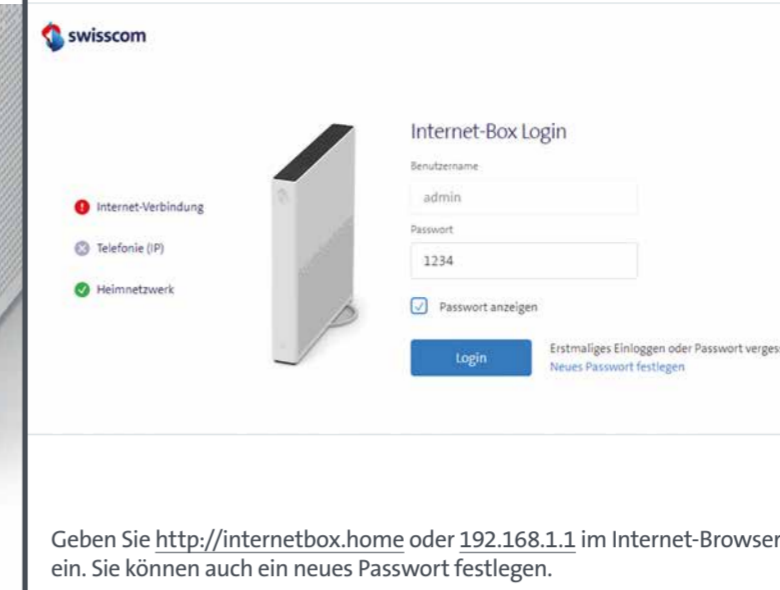 swisscom
Internet-Box Login
Benutzername
admin
Internet-Verbindung
Passwort
Telefonie (IP)
1234
Heimnetzwerk
Passwort anzeigen
Login
Erstmaliges Einloggen oder Passwort verges
Neues Passwort festlegen
Geben Sie http://internetbox.home oder 192.168.1.1 im Internet-Browser
ein. Sie können auch ein neues Passwort festlegen.